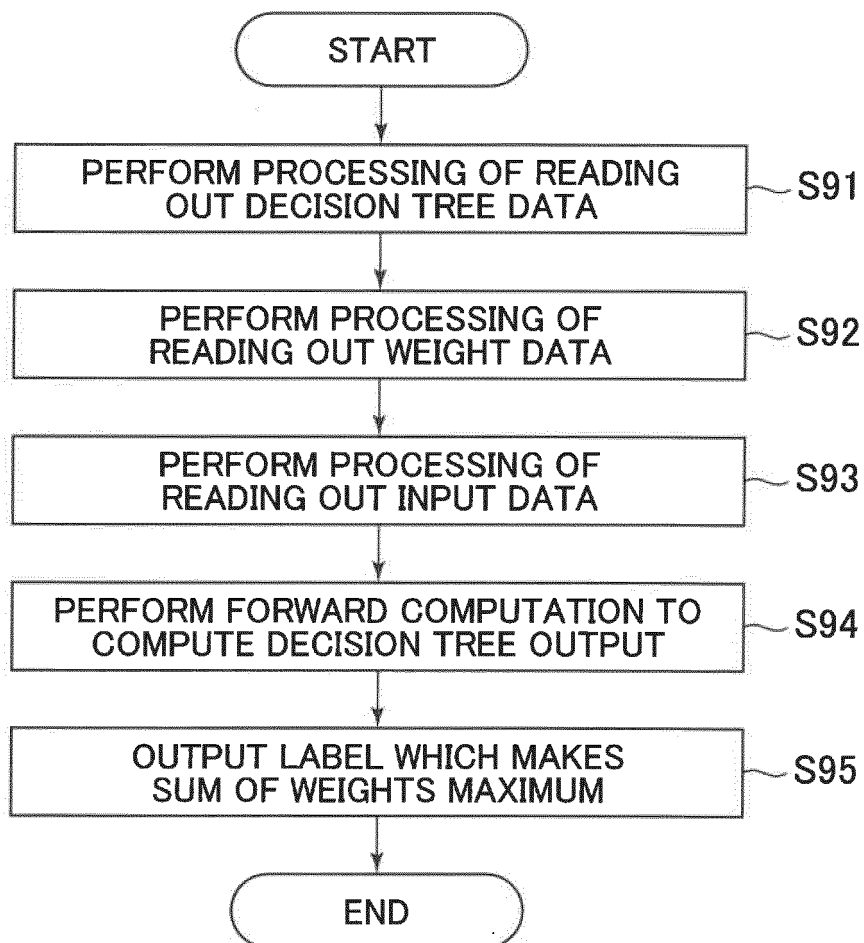 START
PERFORM PROCESSING OF READING
OUT DECISION TREE DATA
S91
PERFORM PROCESSING OF
READING OUT WEIGHT DATA
S92
PERFORM PROCESSING OF
READING OUT INPUT DATA
S93
PERFORM FORWARD COMPUTATION TO
COMPUTE DECISION TREE OUTPUT
S94
OUTPUT LABEL WHICH MAKES
SUM OF WEIGHTS MAXIMUM
S95
END